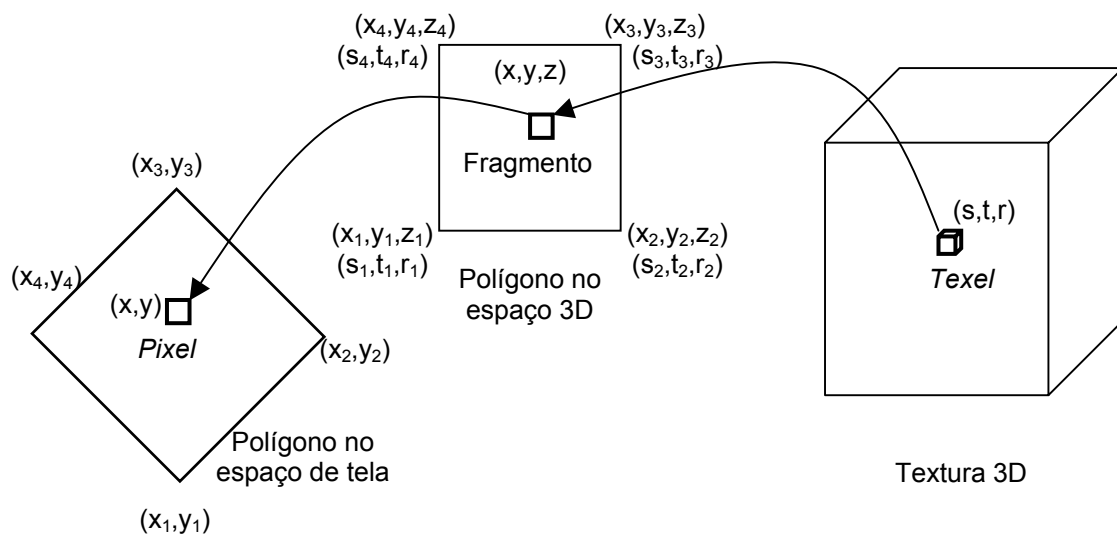 (x₄,y₄,z₄)
(s₄,t₄,r₄)
(x₃,y₃,z₃)
(s₃,t₃,r₃)
(x,y,z)
Fragmento
(x₁,y₁,z₁)
(s₁,t₁,r₁)
(x₂,y₂,z₂)
(s₂,t₂,r₂)
Polígono no
espaço 3D
(x₃,y₃)
(x₄,y₄)
(x,y)
Pixel
(x₂,y₂)
Polígono no
espaço de tela
(x₁,y₁)
(s,t,r)
Texel
Textura 3D